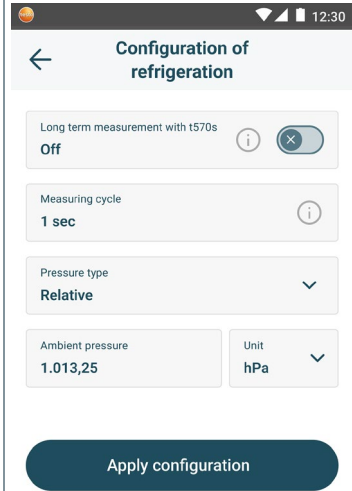 12:30
Configuration of
refrigeration
Long term measurement with t570s
Off
Measuring cycle
1 sec
Pressure type
Relative
Ambient pressure
1.013,25
Unit
hPa
Apply configuration